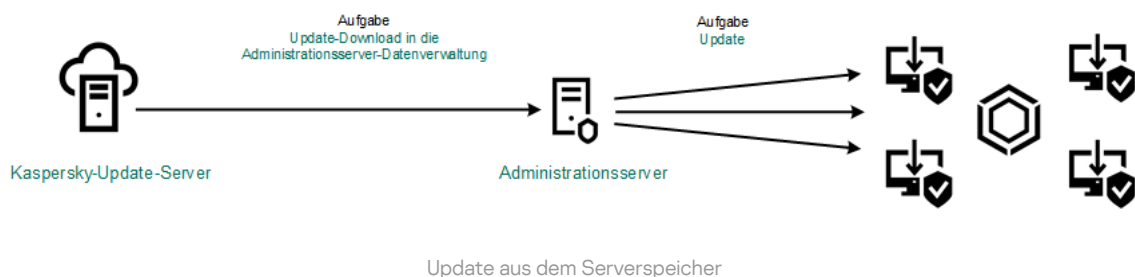 Aufgabe
Update-Download in die
Administrationsserver-Datenverwaltung
Aufgabe
Update
Kaspersky-Update-Server
Administrationsserver
Update aus dem Serverspeicher